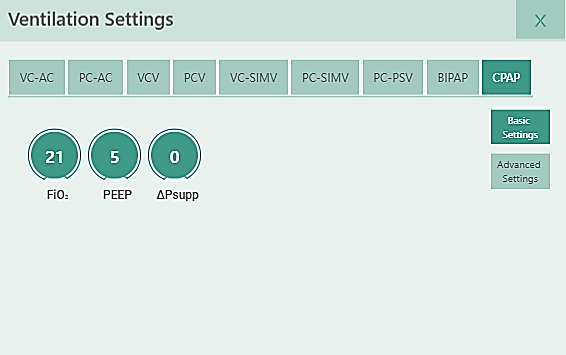 Ventilation Settings
X
VC-AC PC-AC VCV PCV VC-SIMV PC-SIMV PC-PSV BIPAP CPAP
Basic
Settings
Advanced
Settings
21 5 0
FiO₂ PEEP ΔPsupp